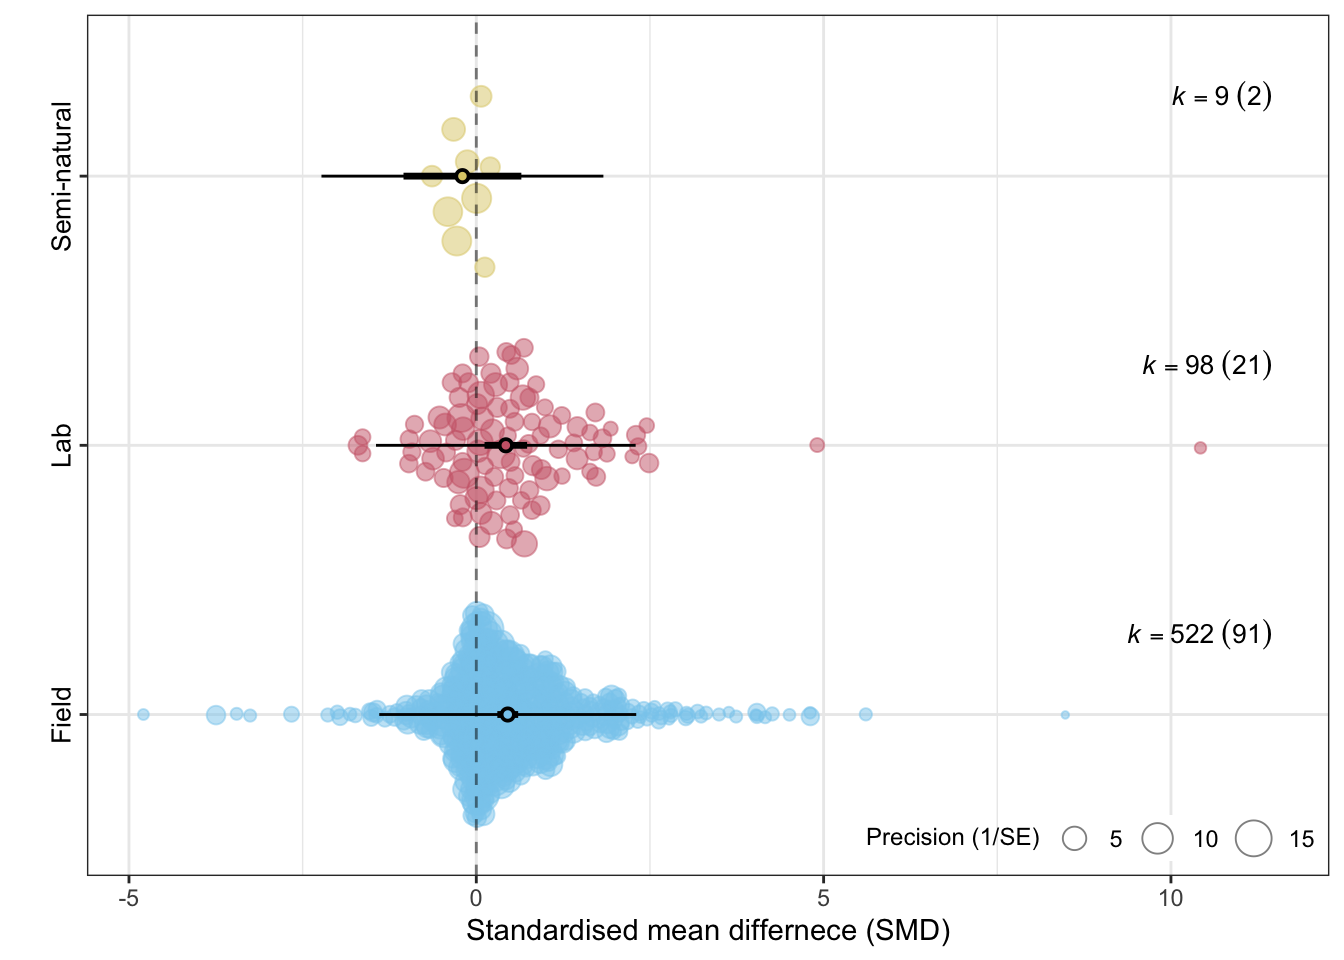 Semi-natural
k = 9 (2)
Lab
k = 98 (21)
Field
k = 522 (91)
Precision (1/SE) 5 10 15
-5 0 5 10
Standardised mean differnece (SMD)